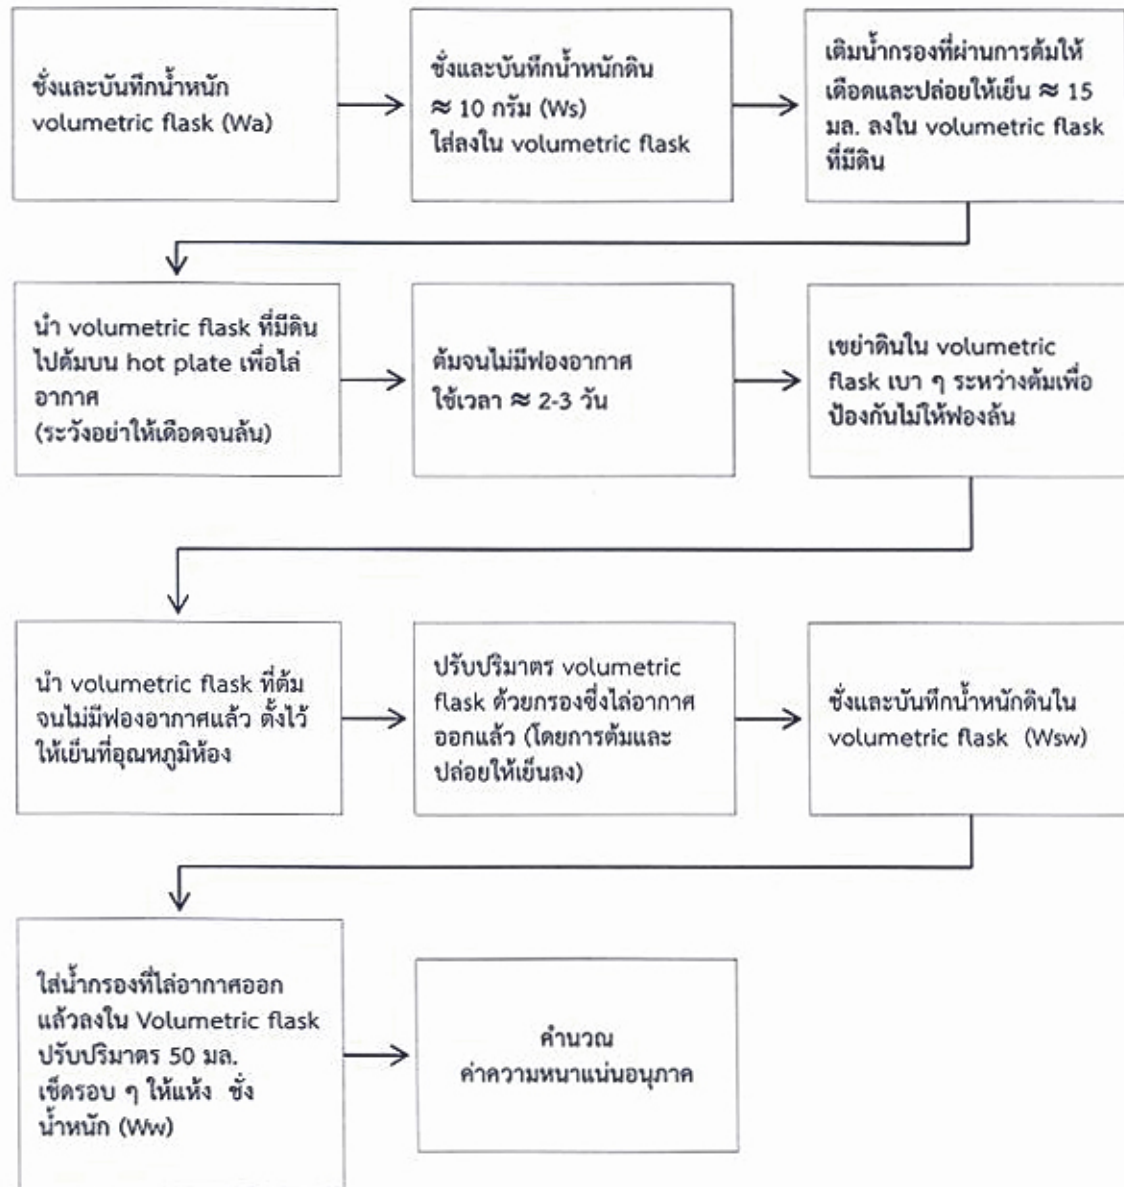 ชั่งและบันทึกน้ำหนัก
volumetric flask (Wa)
ชั่งและบันทึกน้ำหนักดิน
≈ 10 กรัม (Ws)
ใส่ลงใน volumetric flask
เติมน้ำกรองที่ผ่านการต้มให้
เดือดและปล่อยให้เย็น ≈ 15
มล. ลงใน volumetric flask
ที่มีดิน
นำ volumetric flask ที่มีดิน
ไปต้มบน hot plate เพื่อไล่
อากาศ
(ระวังอย่าให้เดือดจนล้น)
ต้มจนไม่มีฟองอากาศ
ใช้เวลา ≈ 2-3 วัน
เขย่าดินใน volumetric
flask เบา ๆ ระหว่างต้มเพื่อ
ป้องกันไม่ให้ฟองล้น
นำ volumetric flask ที่ต้ม
จนไม่มีฟองอากาศแล้ว ตั้งไว้
ให้เย็นที่อุณหภูมิห้อง
ปรับปริมาตร volumetric
flask ด้วยกรองซึ่งไล่อากาศ
ออกแล้ว (โดยการต้มและ
ปล่อยให้เย็นลง)
ชั่งและบันทึกน้ำหนักดินใน
volumetric flask (Wsw)
ใส่น้ำกรองที่ไล่อากาศออก
แล้วลงใน Volumetric flask
ปรับปริมาตร 50 มล.
เช็ดรอบ ๆ ให้แห้ง ชั่ง
น้ำหนัก (Ww)
คำนวณ
ค่าความหนาแน่นอนุภาค